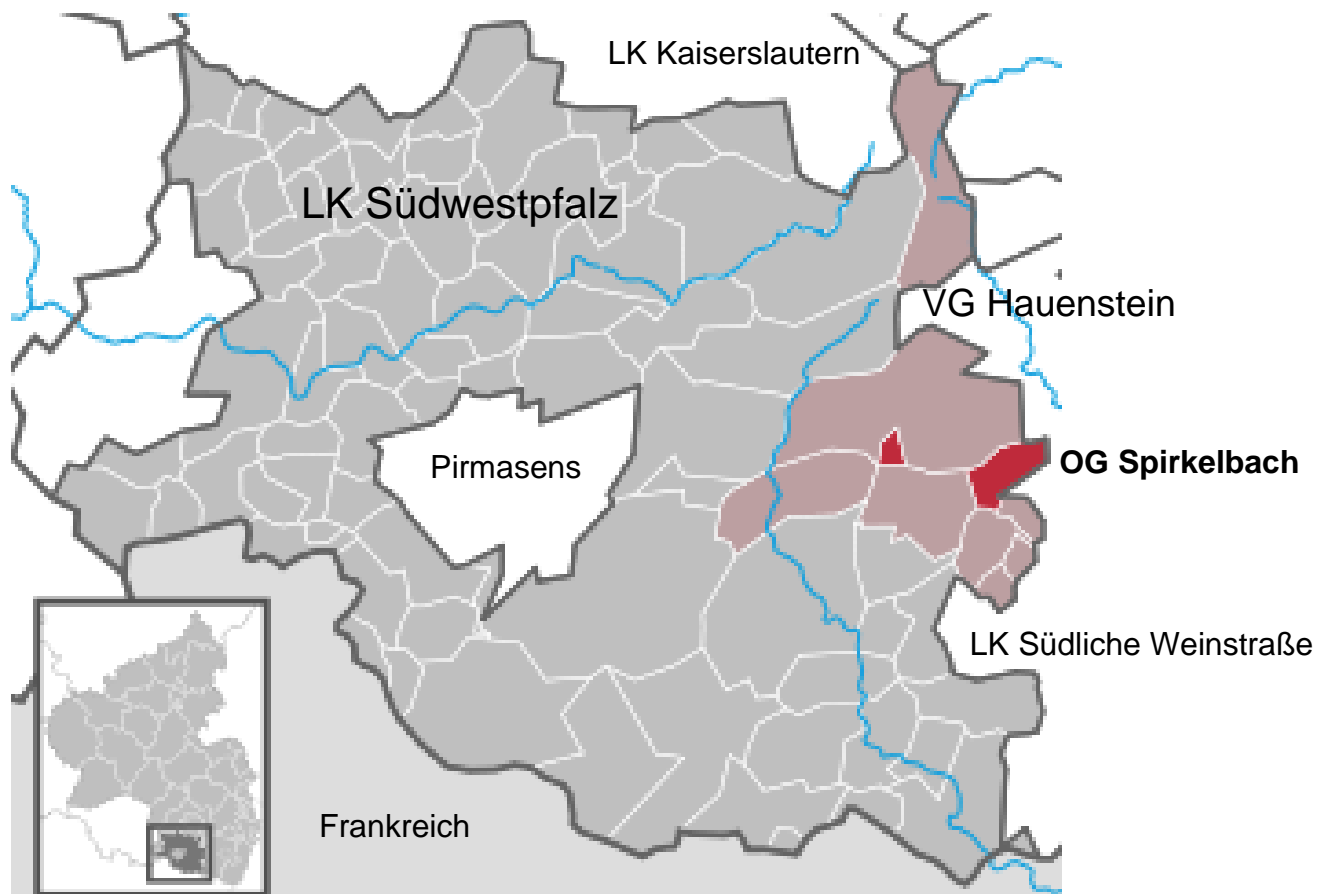 LK Kaiserslautern
LK Südwestpfalz
VG Hauenstein
Pirmasens
OG Spirkelbach
LK Südliche Weinstraße
Frankreich